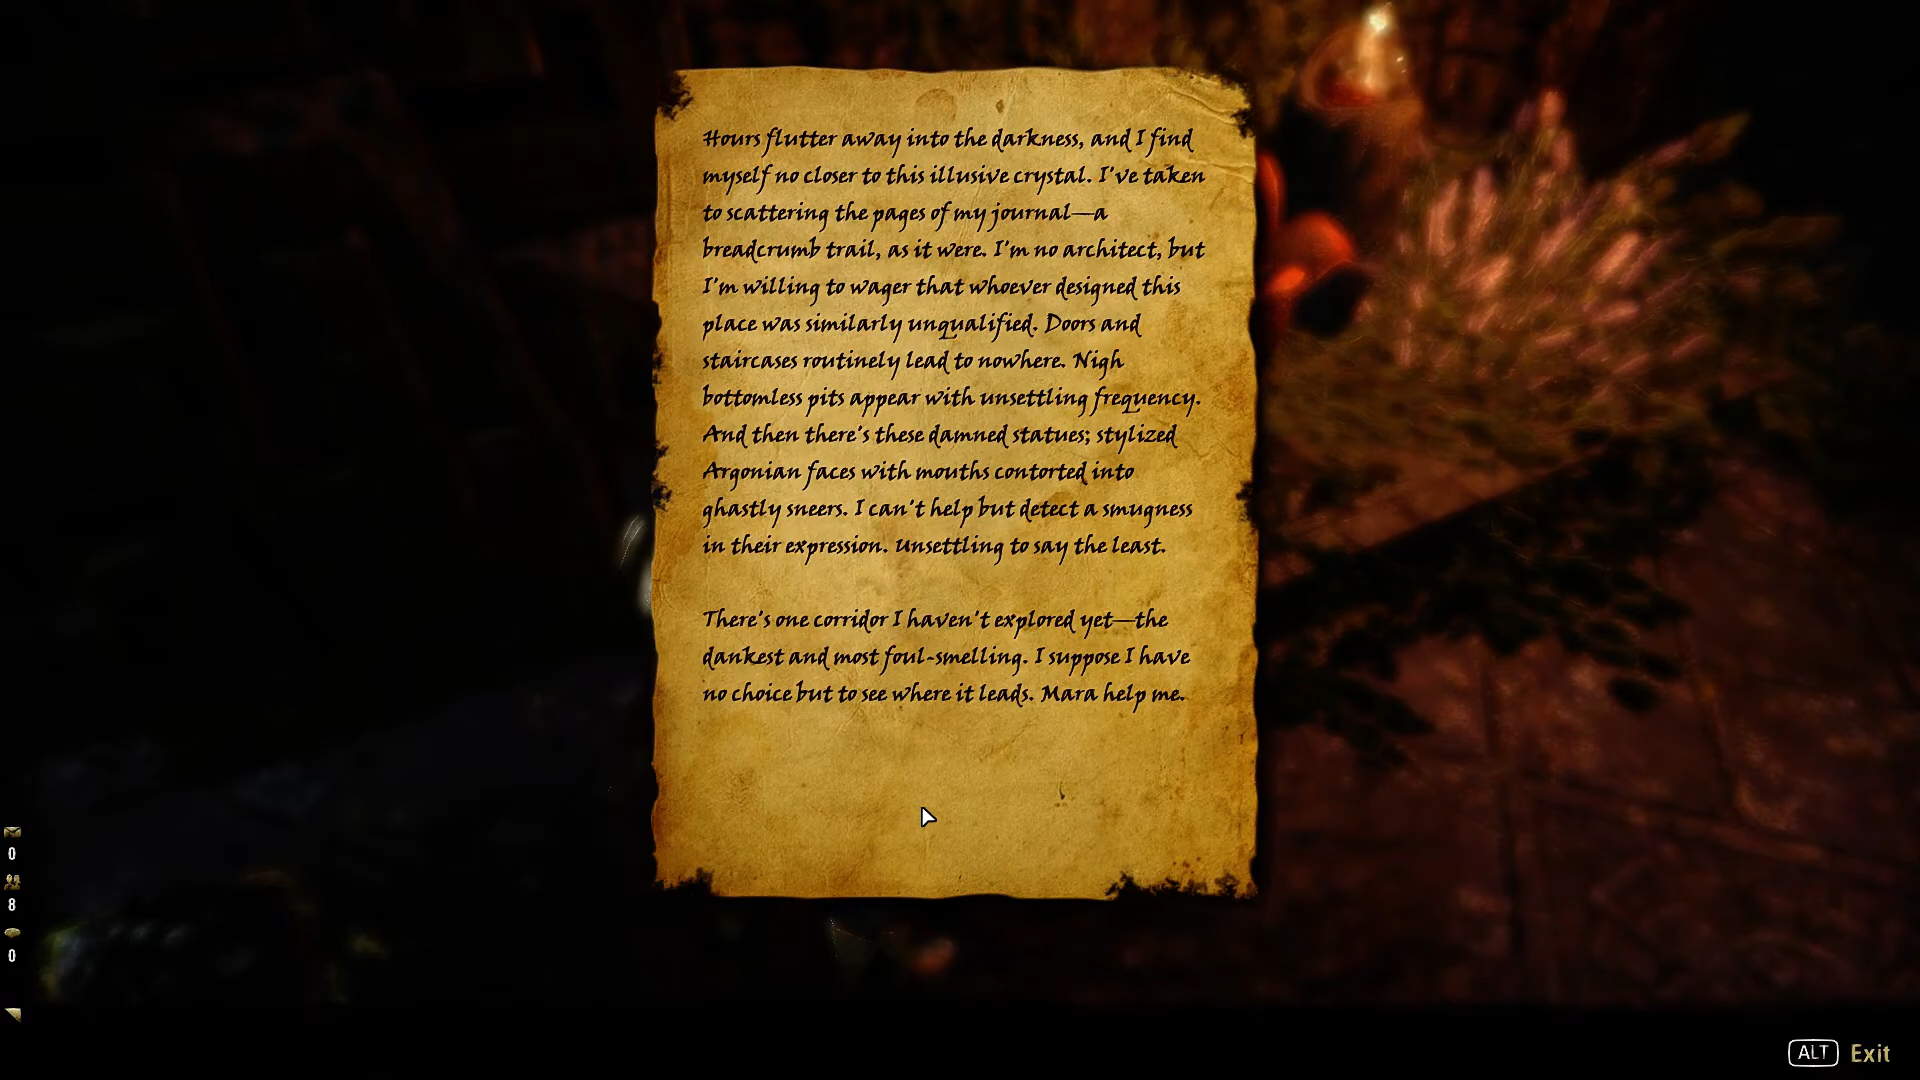 Hours flutter away into the darkness, and I find
myself no closer to this illusive crystal. I've taken
to scattering the pages of my journal—a
breadcrumb trail, as it were. I'm no architect, but
I'm willing to wager that whoever designed this
place was similarly unqualified. Doors and
staircases routinely lead to nowhere. Nigh
bottomless pits appear with unsettling frequency.
And then there's these damned statues; stylized
Argonian faces with mouths contorted into
ghastly sneers. I can't help but detect a smugness
in their expression. Unsettling to say the least.
There's one corridor I haven't explored yet—the
dankest and most foul-smelling. I suppose I have
no choice but to see where it leads. Mara help me.
0
8
0
ALT Exit